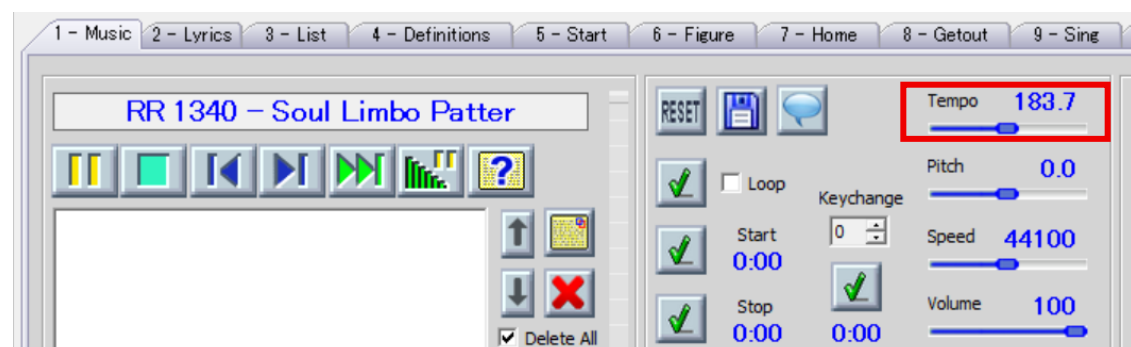 1 - Music 2 - Lyrics 3 - List 4 - Definitions 5 - Start 6 - Figure 7 - Home 8 - Getout 9 - Sing
RR 1340 - Soul Limbo Patter
RESET
Tempo 183.7
Pitch 0.0
Loop
Keychange
0
Start
0:00
Speed 44100
Stop
0:00
0:00
Volume 100
Delete All